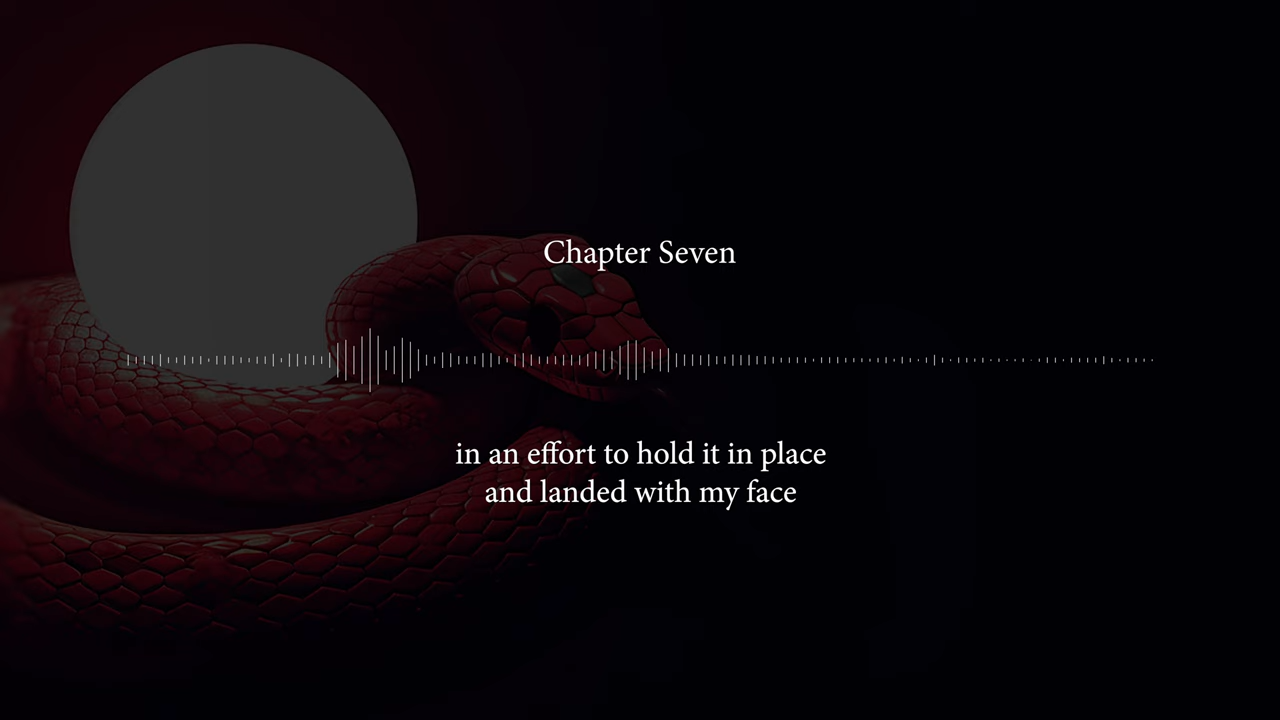 Chapter Seven
in an effort to hold it in place
and landed with my face